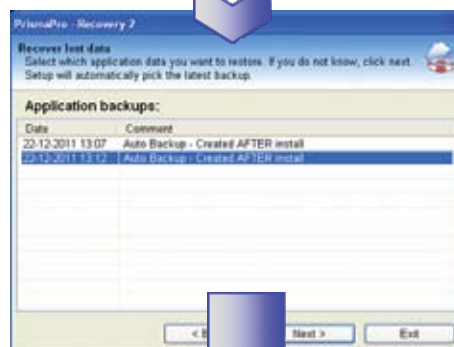 PrismaPro - Recovery 2
Recover lost data
Select which application data you want to restore. If you do not know, click next.
Setup will automatically pick the latest backup.
Application backups:
Date Comment
22-12-2011 13:07 Auto Backup - Created AFTER install
22-12-2011 13:12 Auto Backup - Created AFTER install
< B Next > Exit